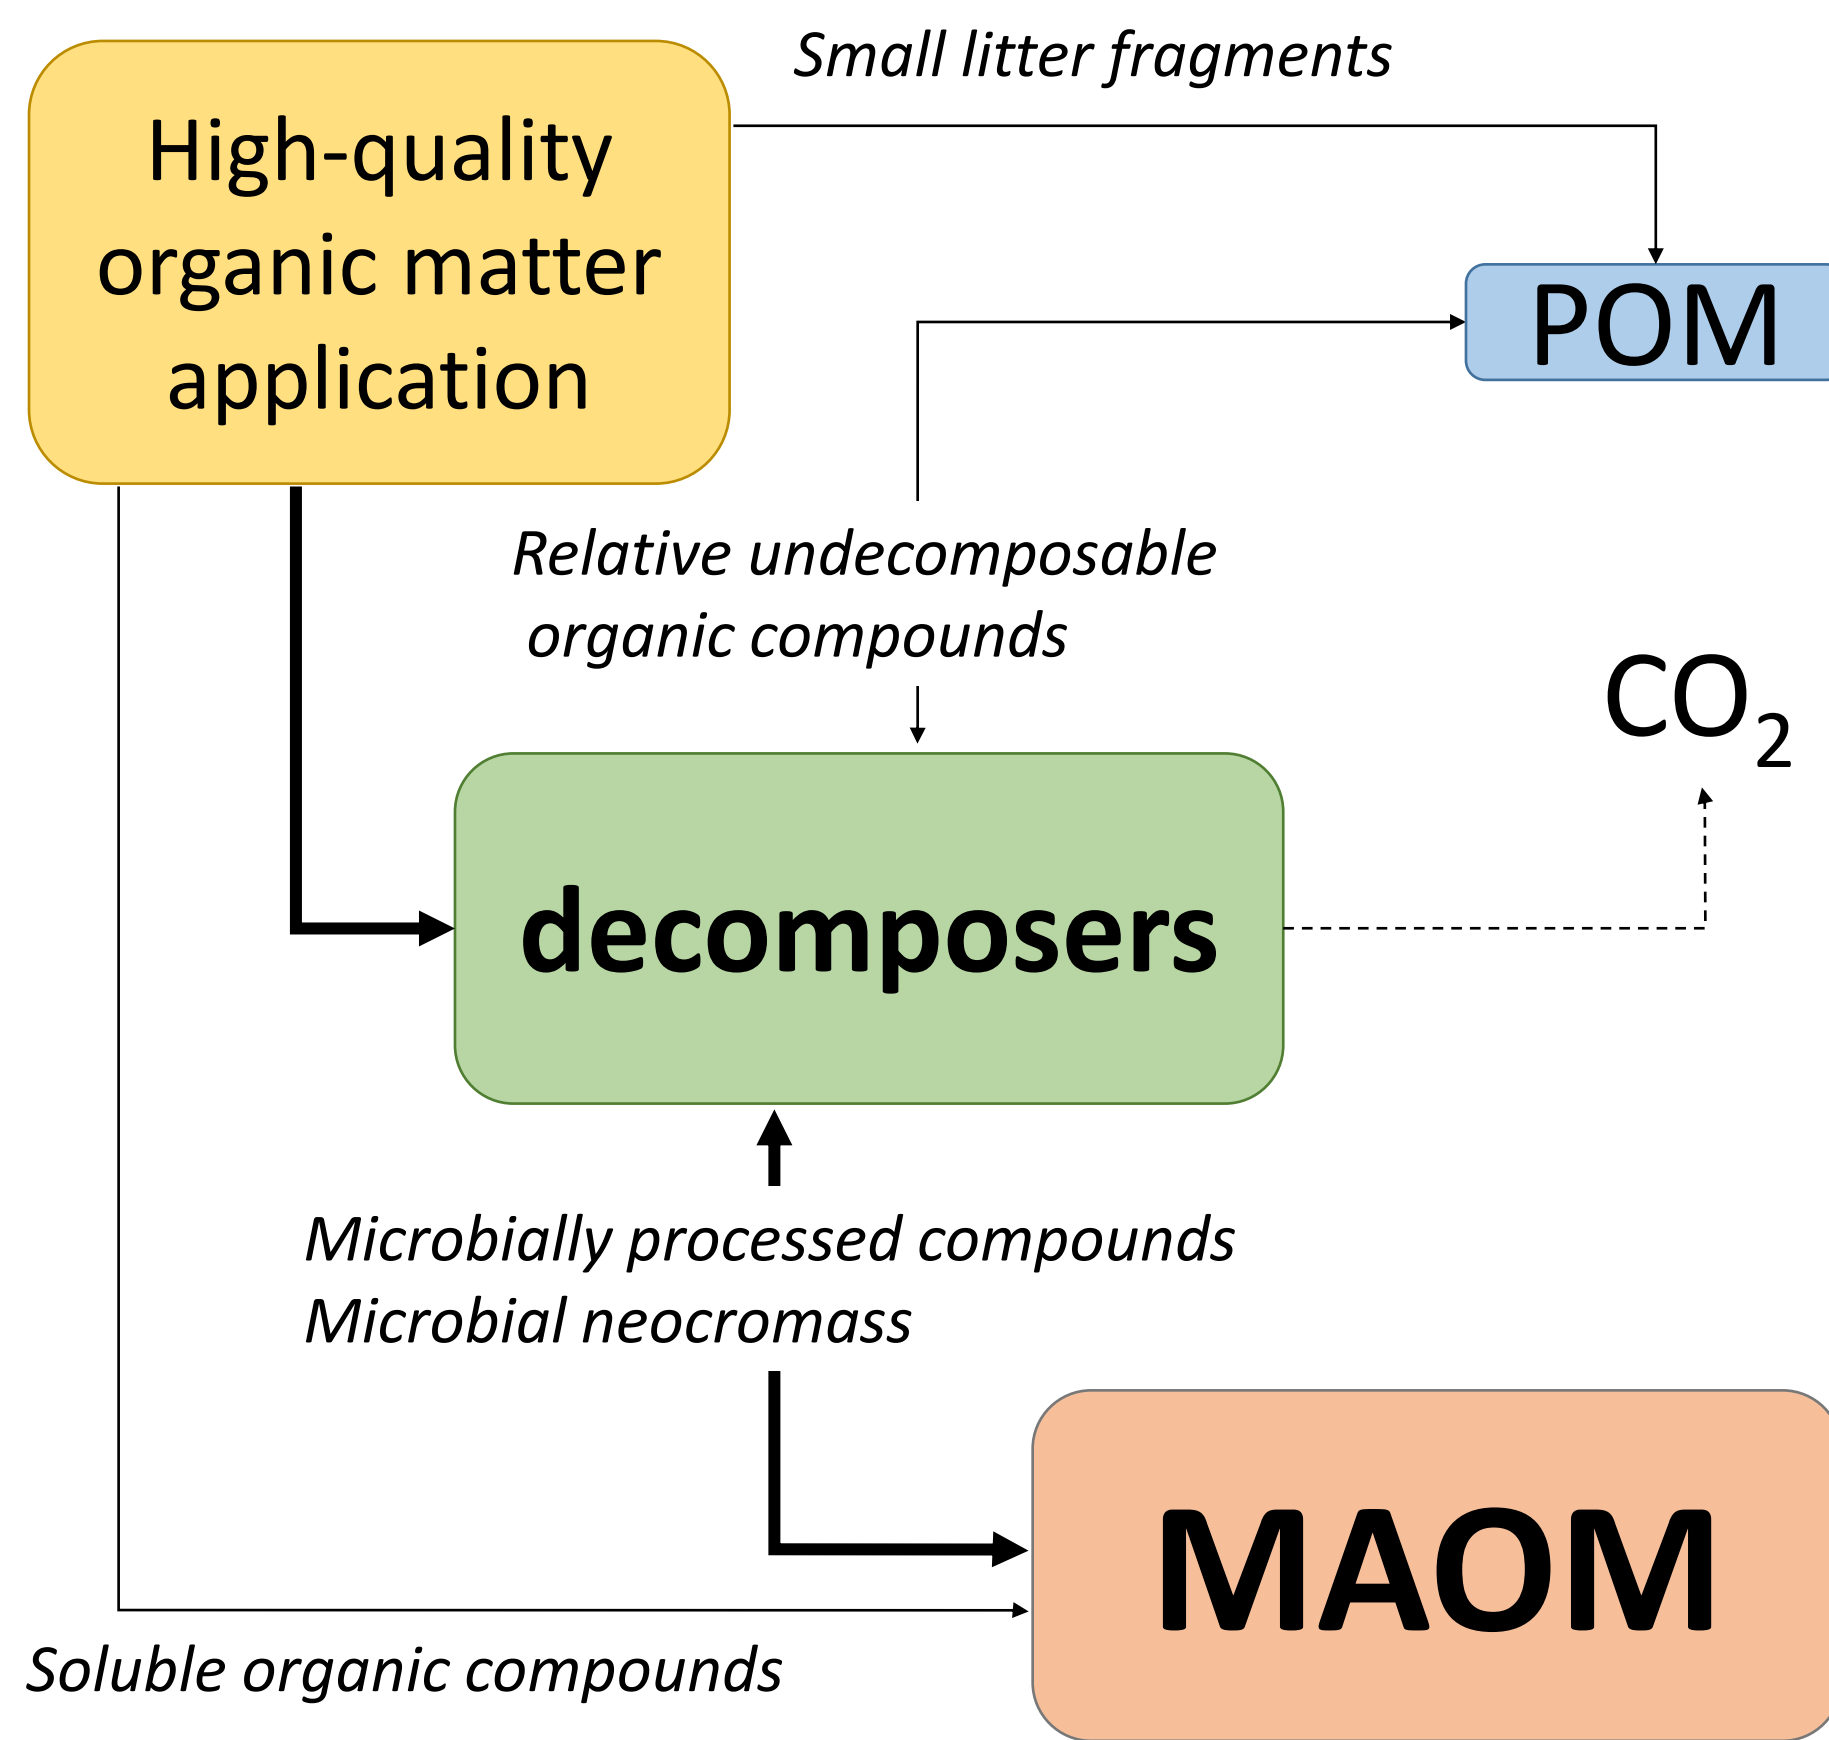 Small litter fragments
High-quality
organic matter
application
POM
Relative undecomposable
organic compounds
CO₂
decomposers
Microbially processed compounds
Microbial neocromass
MAOM
Soluble organic compounds